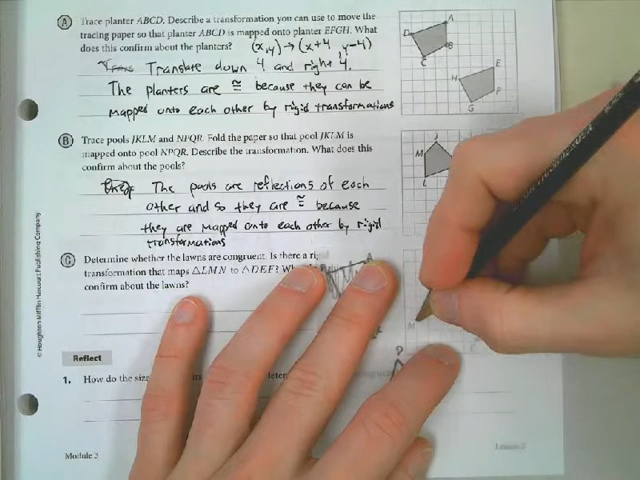 A Trace planter ABCD. Describe a transformation you can use to move the
tracing paper so that planter ABCD is mapped onto planter EFGH. What
does this confirm about the planters? (x,y)→(x+4, y-4)
Translate down 4 and right 4.
The planters are ≅ because they can be
mapped onto each other by rigid transformations
B Trace pools JKLM and NPQR. Fold the paper so that pool JKLM is
mapped onto pool NPQR. Describe the transformation. What does this
confirm about the pools?
The pools are reflections of each
other and so they are ≅ because
they are mapped onto each other by rigid
transformations
C Determine whether the lawns are congruent. Is there a
transformation that maps △LMN to △DEF?
confirm about the lawns?
Reflect
1. How do the
Module 3
© Houghton Mifflin Harcourt Publishing Company
A
D
B
C
H
E
F
G
J
M
L
M
D